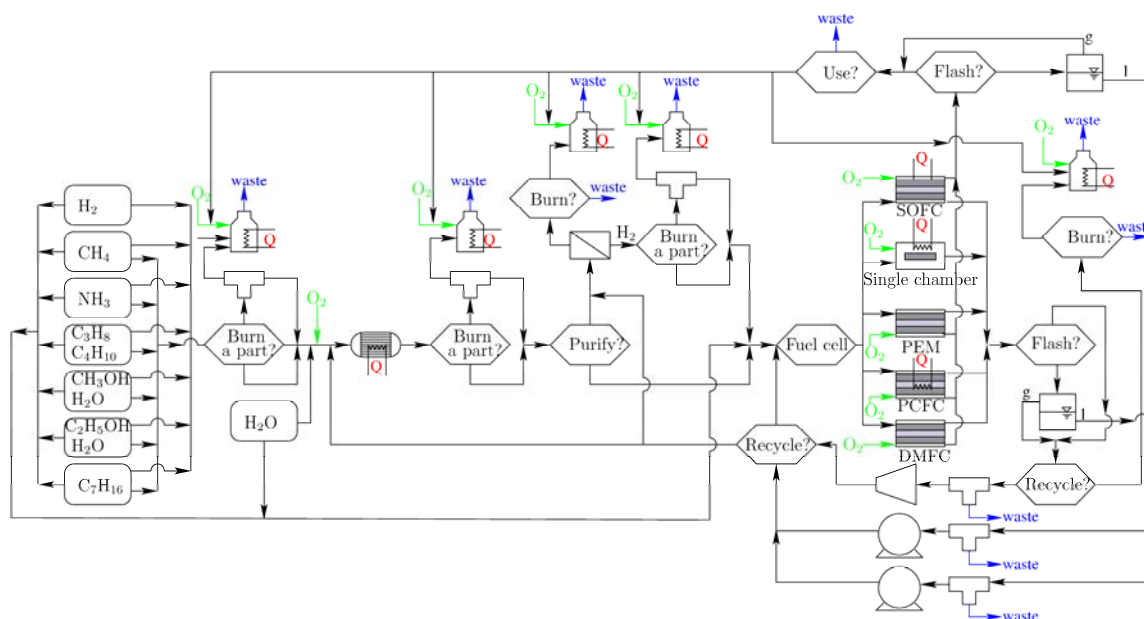 waste
g
Use?
Flash?
l
waste
waste
O₂
O₂
O₂
waste
Q
Q
Q
Q
waste
waste
O₂
SOFC
H₂
O₂
O₂
Burn?
waste
Q
Q
Q
H₂
Burn
a part?
O₂
Burn?
waste
CH₄
Single chamber
NH₃
O₂
C₃H₈
C₄H₁₀
Burn
a part?
Burn
a part?
Purify?
Fuel cell
PEM
Flash?
Q
O₂
Q
CH₃OH
H₂O
PCFC
g
l
O₂
C₂H₅OH
H₂O
H₂O
Recycle?
O₂
DMFC
C₇H₁₆
Recycle?
waste
waste
waste